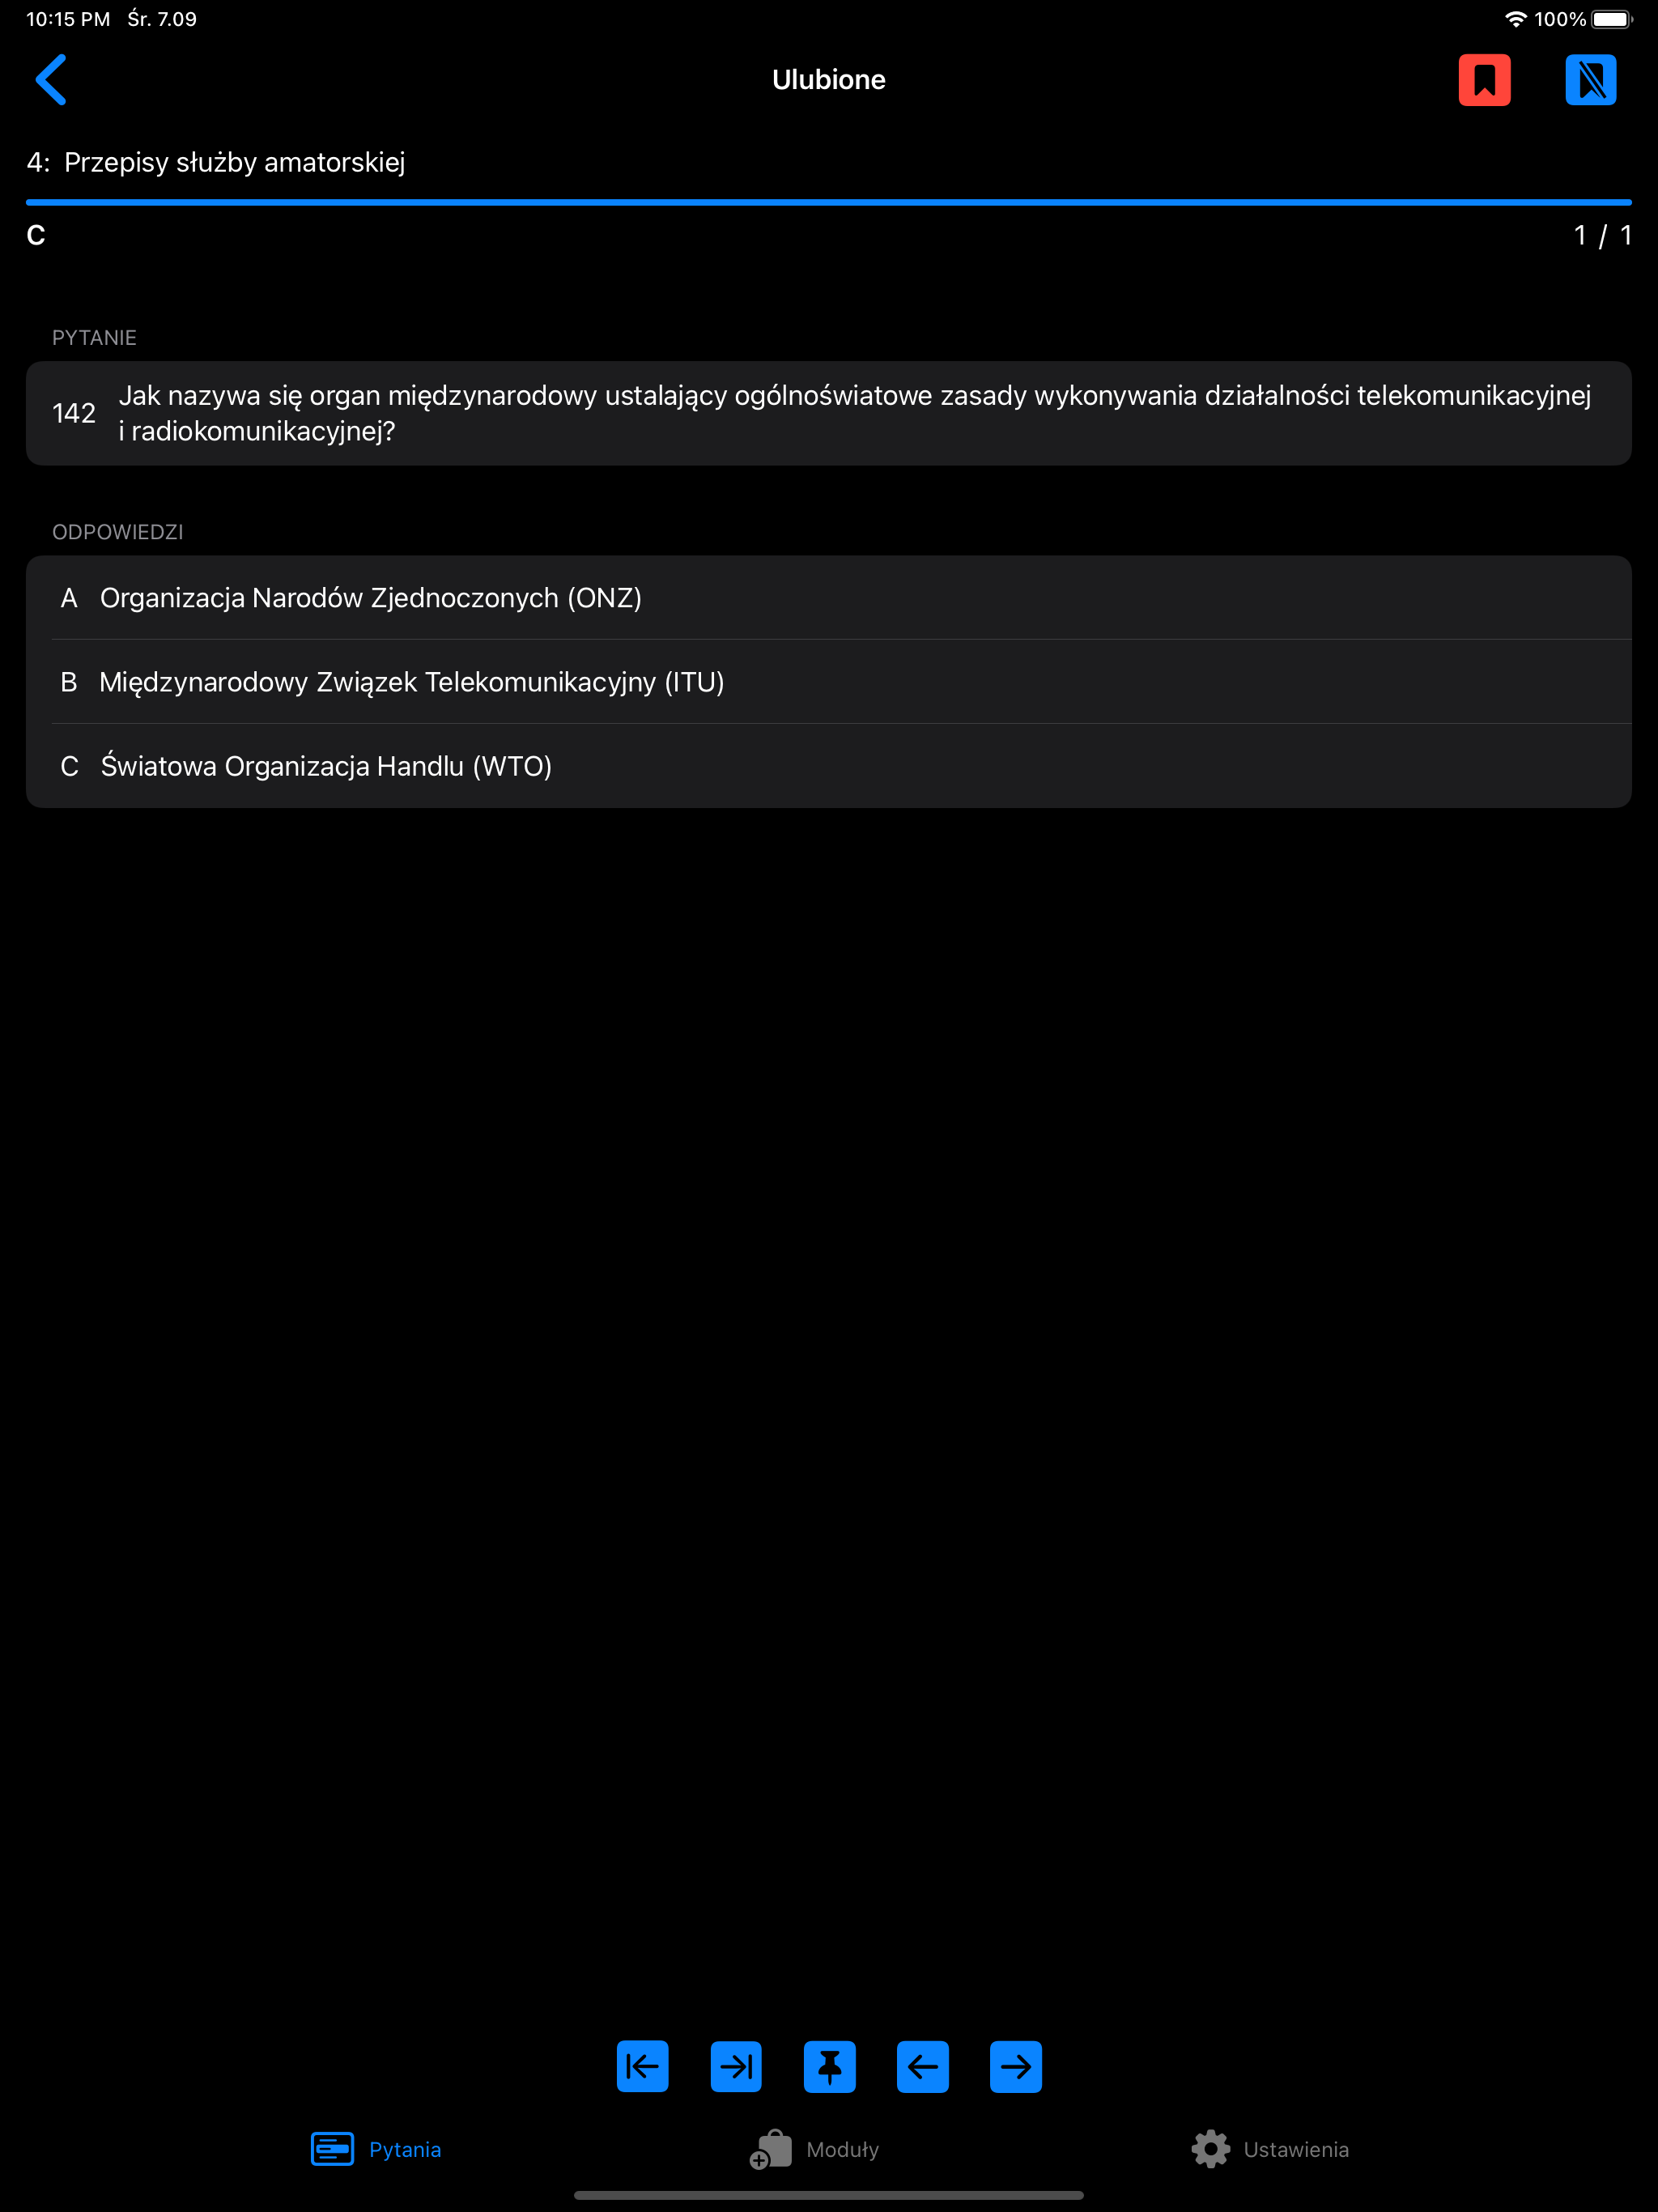 10:15 PM Śr. 7.09 100%
Ulubione
4: Przepisy służby amatorskiej
C 1 / 1
PYTANIE
142 Jak nazywa się organ międzynarodowy ustalający ogólnoświatowe zasady wykonywania działalności telekomunikacyjnej
i radiokomunikacyjnej?
ODPOWIEDZI
A Organizacja Narodów Zjednoczonych (ONZ)
B Międzynarodowy Związek Telekomunikacyjny (ITU)
C Światowa Organizacja Handlu (WTO)
Pytania Moduły Ustawienia